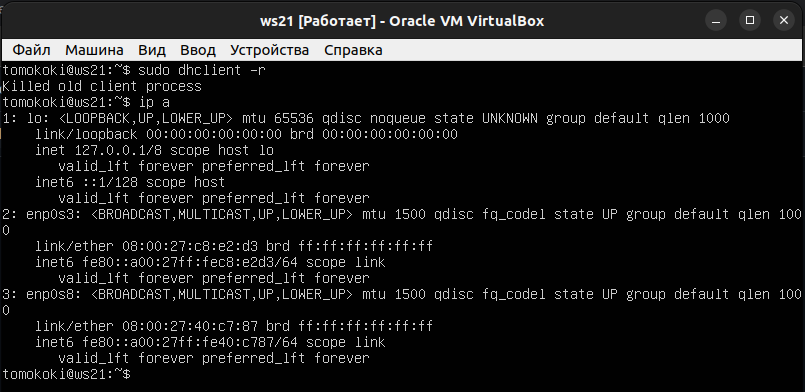 ws21 [Работает] - Oracle VM VirtualBox
Файл Машина Вид Ввод Устройства Справка
tomokoki@ws21:~$ sudo dhclient -r
Killed old client process
tomokoki@ws21:~$ ip a
1: lo: <LOOPBACK,UP,LOWER_UP> mtu 65536 qdisc noqueue state UNKNOWN group default qlen 1000
    link/loopback 00:00:00:00:00:00 brd 00:00:00:00:00:00
    inet 127.0.0.1/8 scope host lo
       valid_lft forever preferred_lft forever
    inet6 ::1/128 scope host
       valid_lft forever preferred_lft forever
2: enp0s3: <BROADCAST,MULTICAST,UP,LOWER_UP> mtu 1500 qdisc fq_codel state UP group default qlen 100
0
    link/ether 08:00:27:c8:e2:d3 brd ff:ff:ff:ff:ff:ff
    inet6 fe80::a00:27ff:fec8:e2d3/64 scope link
       valid_lft forever preferred_lft forever
3: enp0s8: <BROADCAST,MULTICAST,UP,LOWER_UP> mtu 1500 qdisc fq_codel state UP group default qlen 100
0
    link/ether 08:00:27:40:c7:87 brd ff:ff:ff:ff:ff:ff
    inet6 fe80::a00:27ff:fe40:c787/64 scope link
       valid_lft forever preferred_lft forever
tomokoki@ws21:~$